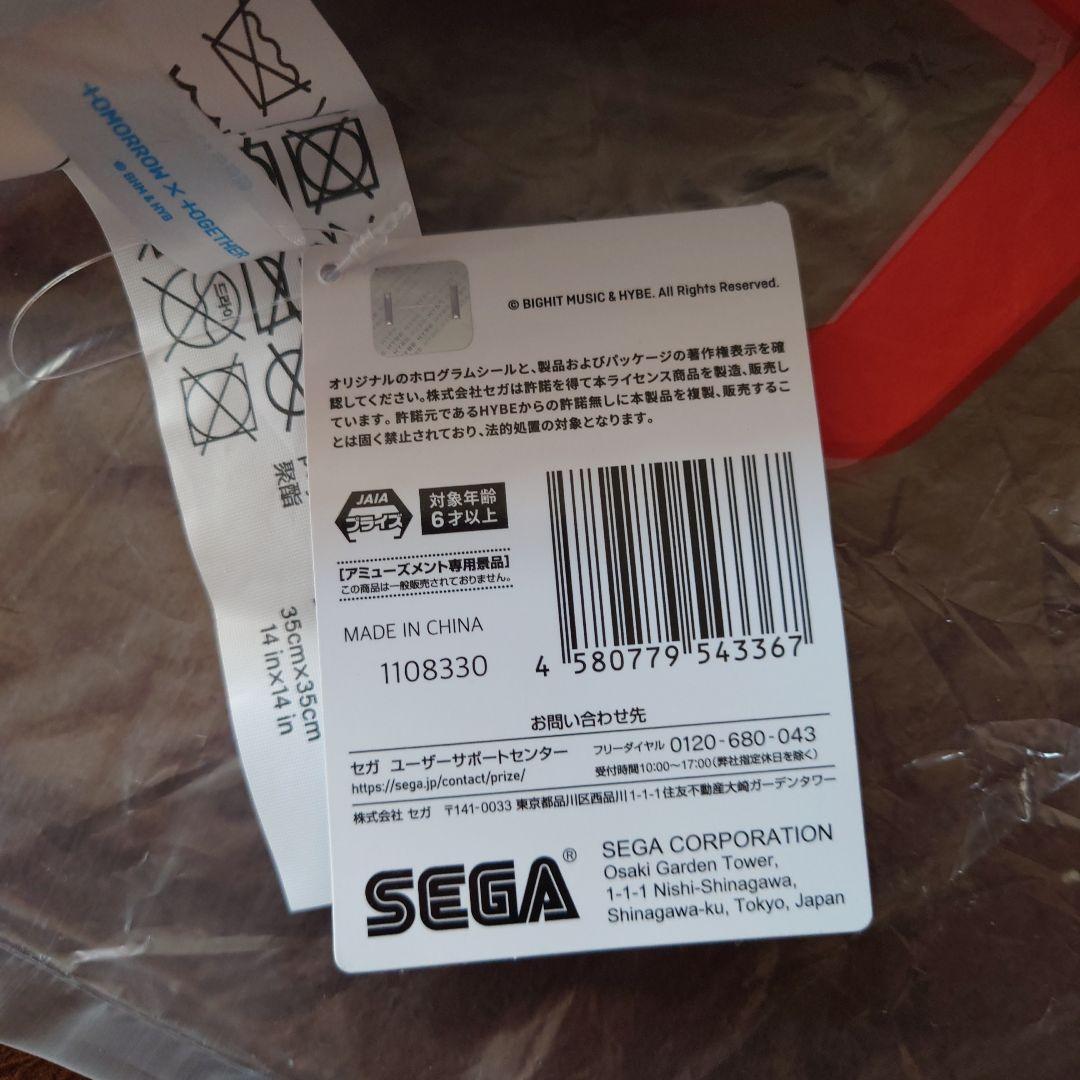 TOMORROW X TOGETHER
© BHM & HYB
드라이
聚酯
35cmx35cm
14 inx14 in
© BIGHIT MUSIC & HYBE. All Rights Reserved.
オリジナルのホログラムシールと、製品およびパッケージの著作権表示を確
認してください。株式会社セガは許諾を得て本ライセンス商品を製造、販売し
ています。許諾元であるHYBEからの許諾無しに本製品を複製、販売するこ
とは固く禁止されており、法的処置の対象となります。
JAIA
プライズ
対象年齢
6才以上
[アミューズメント専用景品]
この商品は一般販売されておりません。
MADE IN CHINA
1108330
4 580779 543367
お問い合わせ先
セガ ユーザーサポートセンター
https://sega.jp/contact/prize/
フリーダイヤル 0120-680-043
受付時間10:00〜17:00(弊社指定休日を除く)
株式会社 セガ 〒141-0033 東京都品川区西品川1-1-1住友不動産大崎ガーデンタワー
SEGA®
SEGA CORPORATION
Osaki Garden Tower,
1-1-1 Nishi-Shinagawa,
Shinagawa-ku, Tokyo, Japan